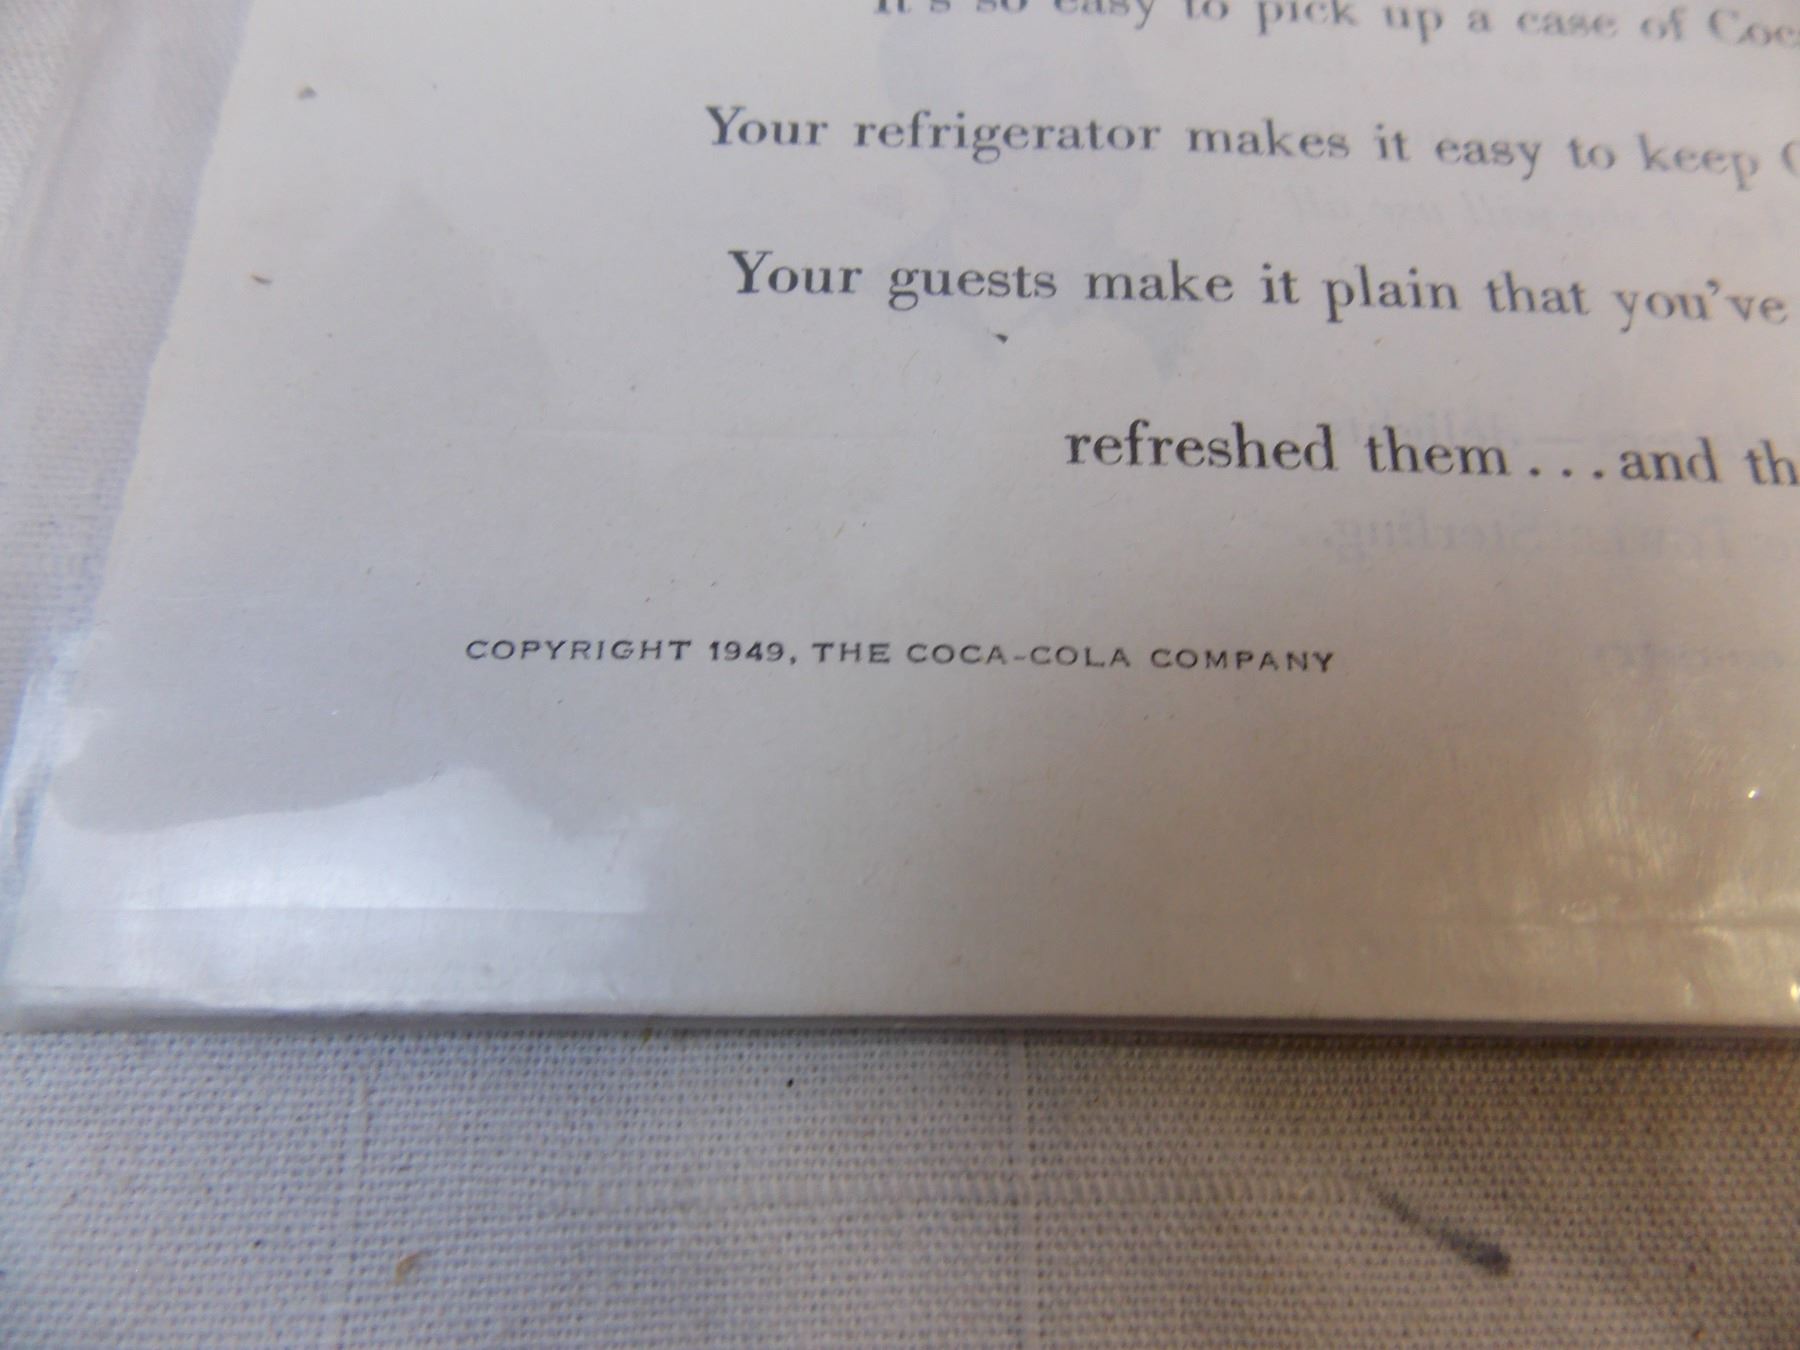 It's so easy to pick up a case of Coc
Your refrigerator makes it easy to keep C
Your guests make it plain that you've
refreshed them...and th
COPYRIGHT 1949, THE COCA-COLA COMPANY